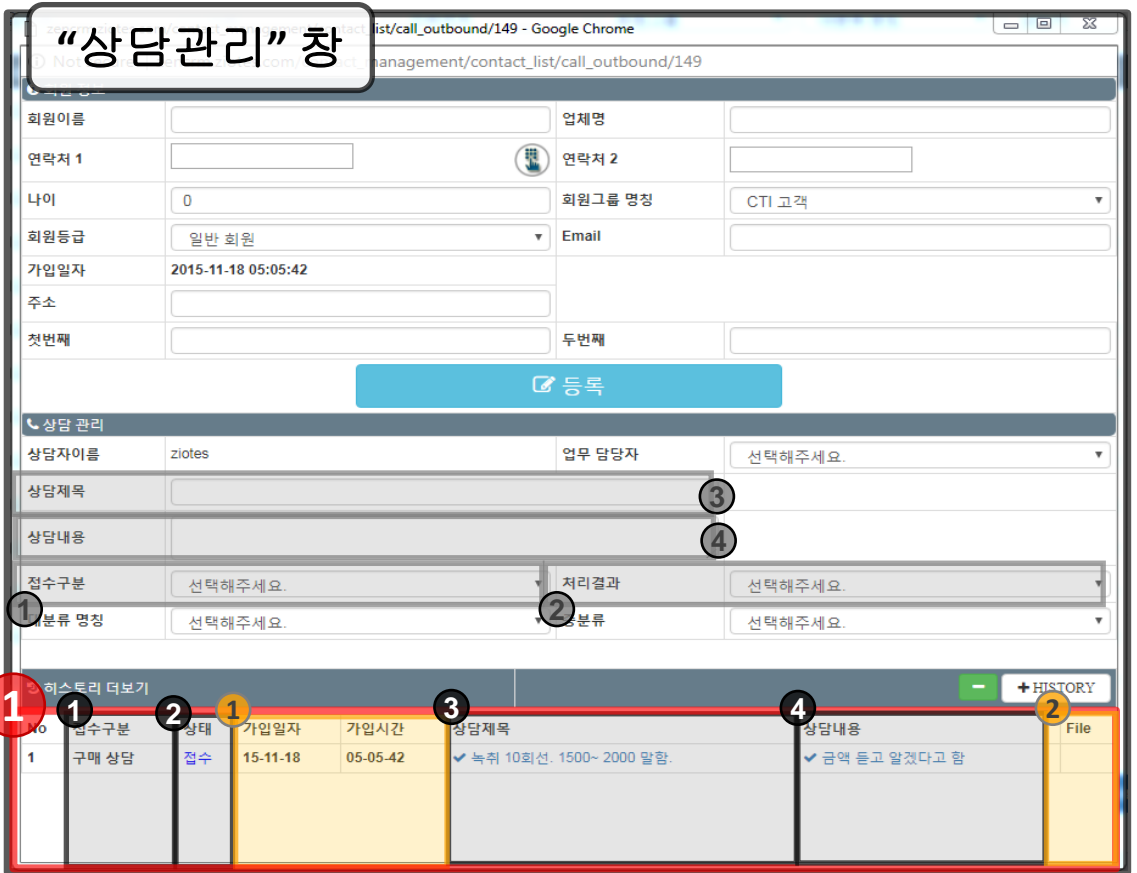 “상담관리” 창
list/call_outbound/149 - Google Chrome
management/contact_list/call_outbound/149
회원이름 업체명
연락처 1 연락처 2
나이 0 회원그룹 명칭 CTI 고객
회원등급 일반 회원 Email
가입일자 2015-11-18 05:05:42
주소
첫번째 두번째
등록
상담 관리
상담자이름 ziotes 업무 담당자 선택해주세요.
상담제목 3
상담내용 4
접수구분 선택해주세요. 처리결과 선택해주세요.
1 2
대분류 명칭 선택해주세요. 중분류 선택해주세요.
히스토리 더보기 HISTORY
1 1 2 1 3 4 2
No 접수구분 상태 가입일자 가입시간 상담제목 상담내용 File
1 구매 상담 접수 15-11-18 05-05-42 녹취 10회선. 1500~ 2000 말함. 금액 듣고 알겠다고 함